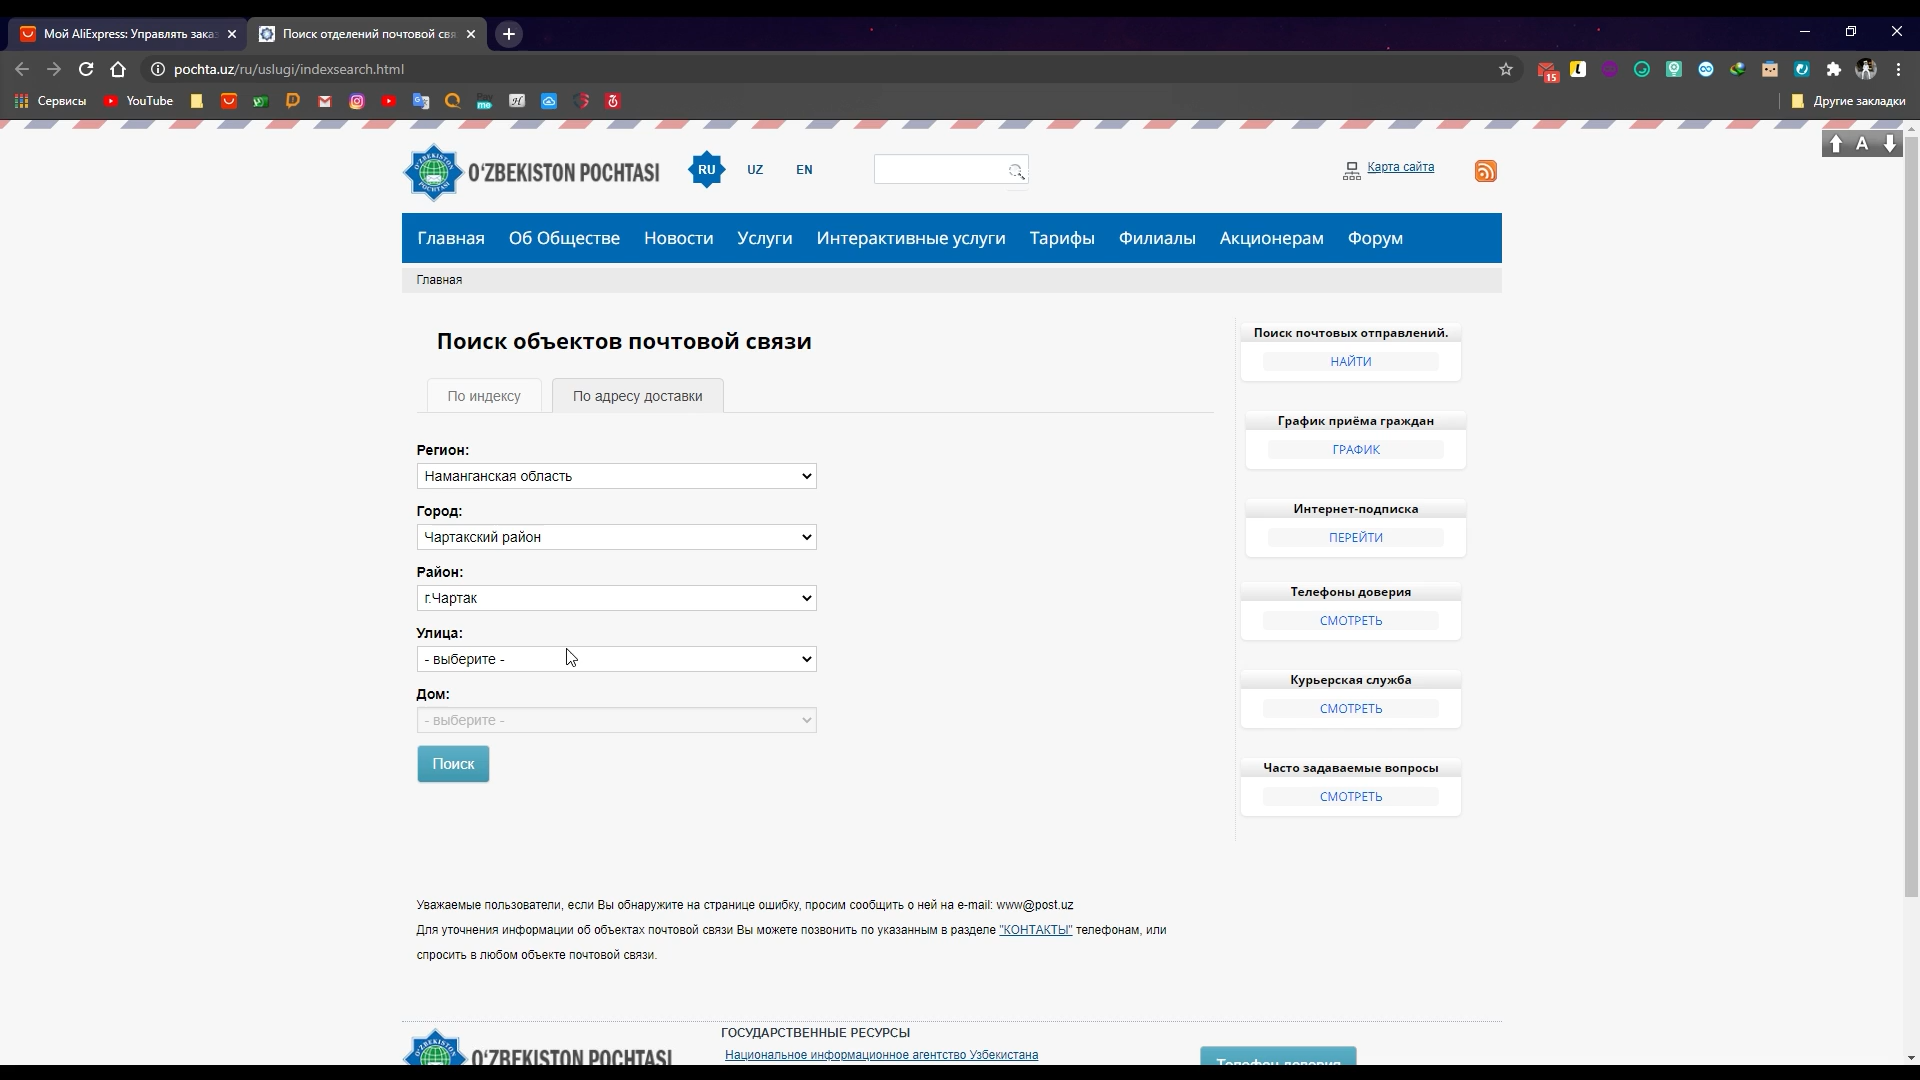 Мой AliExpress: Управлять зака
Поиск отделений почтовой свя
pochta.uz/ru/uslugi/indexsearch.html
15
Сервисы
YouTube
Другие закладки
O‘ZBEKISTON POCHTASI
RU
UZ
EN
Карта сайта
A
Главная
Об Обществе
Новости
Услуги
Интерактивные услуги
Тарифы
Филиалы
Акционерам
Форум
Главная
Поиск объектов почтовой связи
По индексу
По адресу доставки
Регион:
Наманганская область
Город:
Чартакский район
Район:
г.Чартак
Улица:
- выберите -
Дом:
- выберите -
Поиск
Поиск почтовых отправлений.
НАЙТИ
График приёма граждан
ГРАФИК
Интернет-подписка
ПЕРЕЙТИ
Телефоны доверия
СМОТРЕТЬ
Курьерская служба
СМОТРЕТЬ
Часто задаваемые вопросы
СМОТРЕТЬ
Уважаемые пользователи, если Вы обнаружите на странице ошибку, просим сообщить о ней на e-mail: www@post.uz
Для уточнения информации об объектах почтовой связи Вы можете позвонить по указанным в разделе "КОНТАКТЫ" телефонам, или
спросить в любом объекте почтовой связи.
O‘ZBEKISTON POCHTASI
ГОСУДАРСТВЕННЫЕ РЕСУРСЫ
Национальное информационное агентство Узбекистана
Телефон доверия